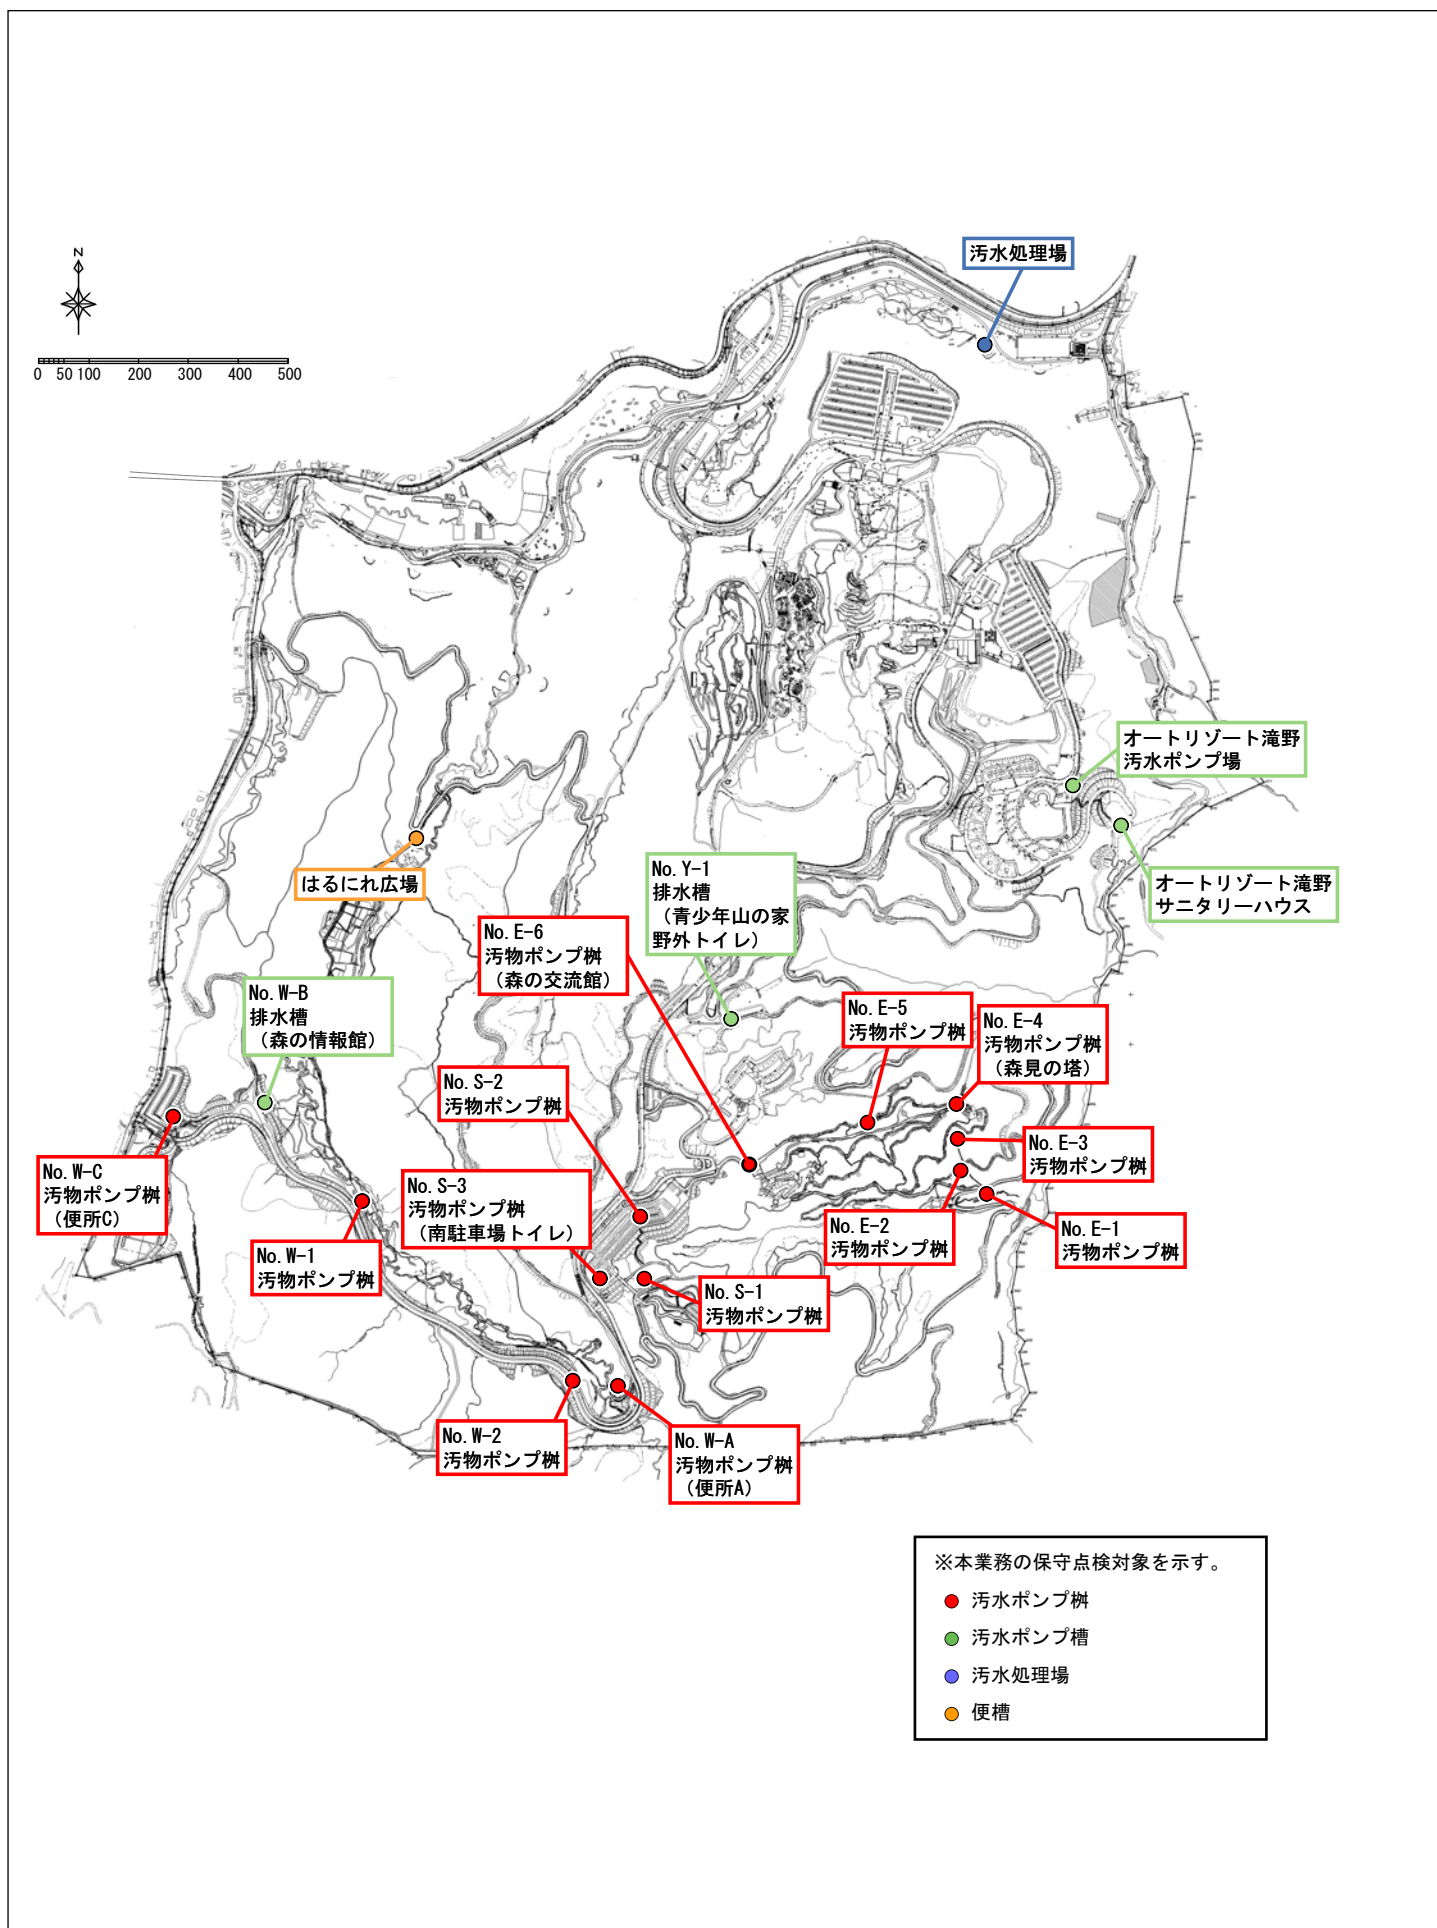 汚水処理場
N
0 50 100 200 300 400 500
オートリゾート滝野
汚水ポンプ場
はるにれ広場
No.Y-1
排水槽
（青少年山の家
野外トイレ）
オートリゾート滝野
サニタリーハウス
No.E-6
汚物ポンプ桝
（森の交流館）
No.W-B
排水槽
（森の情報館）
No.E-5
汚物ポンプ桝
No.E-4
汚物ポンプ桝
（森見の塔）
No.S-2
汚物ポンプ桝
No.E-3
汚物ポンプ桝
No.W-C
汚物ポンプ桝
（便所C）
No.S-3
汚物ポンプ桝
（南駐車場トイレ）
No.E-2
汚物ポンプ桝
No.E-1
汚物ポンプ桝
No.W-1
汚物ポンプ桝
No.S-1
汚物ポンプ桝
No.W-2
汚物ポンプ桝
No.W-A
汚物ポンプ桝
（便所A）
※本業務の保守点検対象を示す。
汚水ポンプ桝
汚水ポンプ槽
汚水処理場
便槽